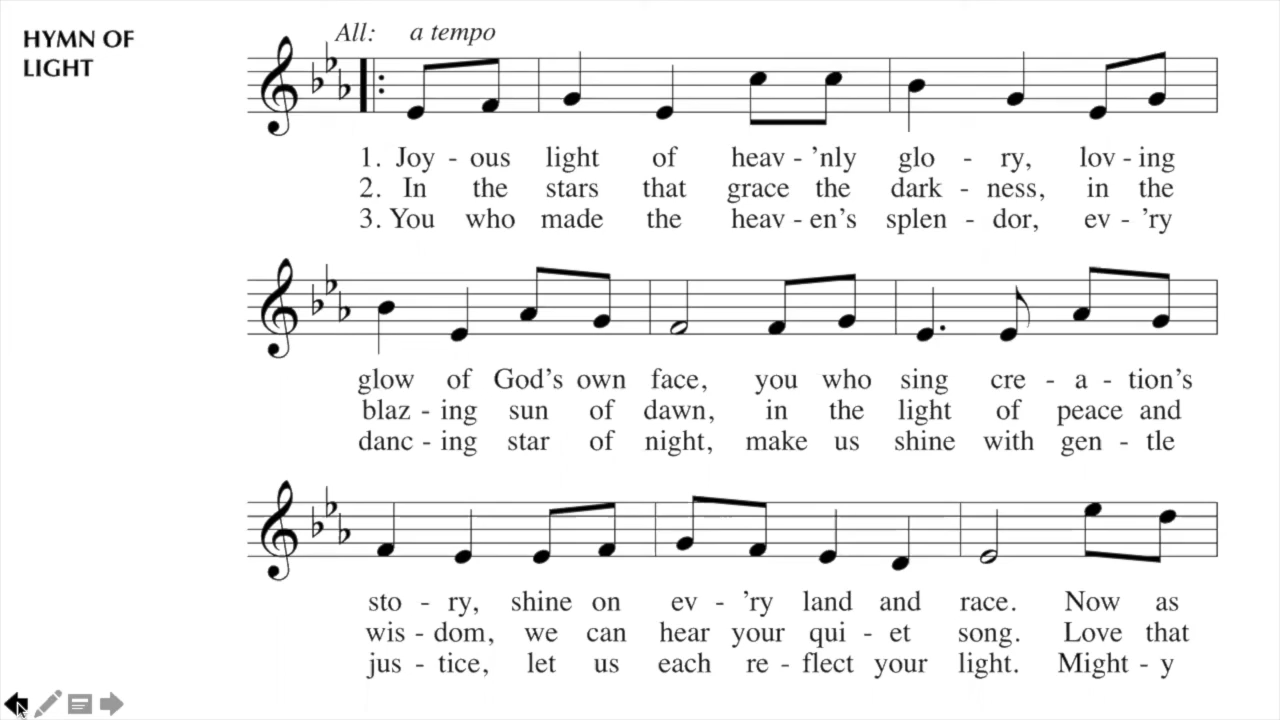 HYMN OF
LIGHT
All: a tempo
1. Joy - ous light of heav - ’nly glo - ry, lov - ing
2. In the stars that grace the dark - ness, in the
3. You who made the heav - en’s splen - dor, ev - ’ry
glow of God’s own face, you who sing cre - a - tion’s
blaz - ing sun of dawn, in the light of peace and
danc - ing star of night, make us shine with gen - tle
sto - ry, shine on ev - ’ry land and race. Now as
wis - dom, we can hear your qui - et song. Love that
jus - tice, let us each re - flect your light. Might - y